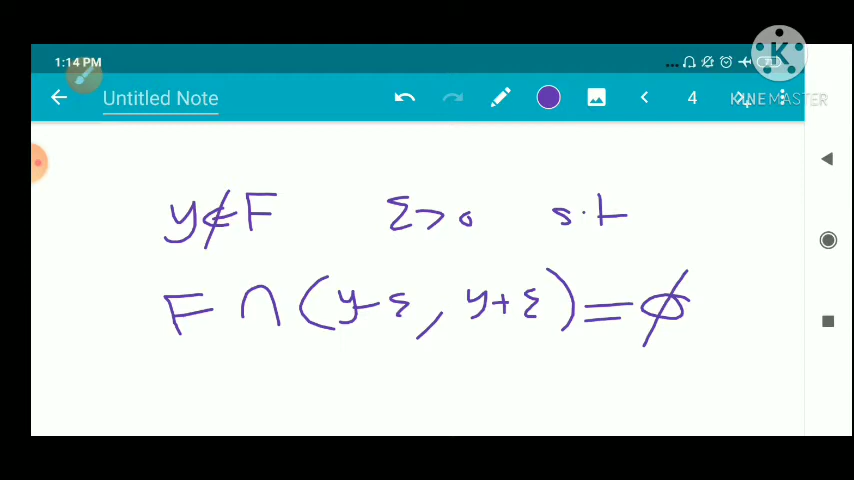 1:14 PM
K
KINEMASTER
Untitled Note
4
y∉F ε>0 s.t
F ∩ (y-ε, y+ε) = ∅